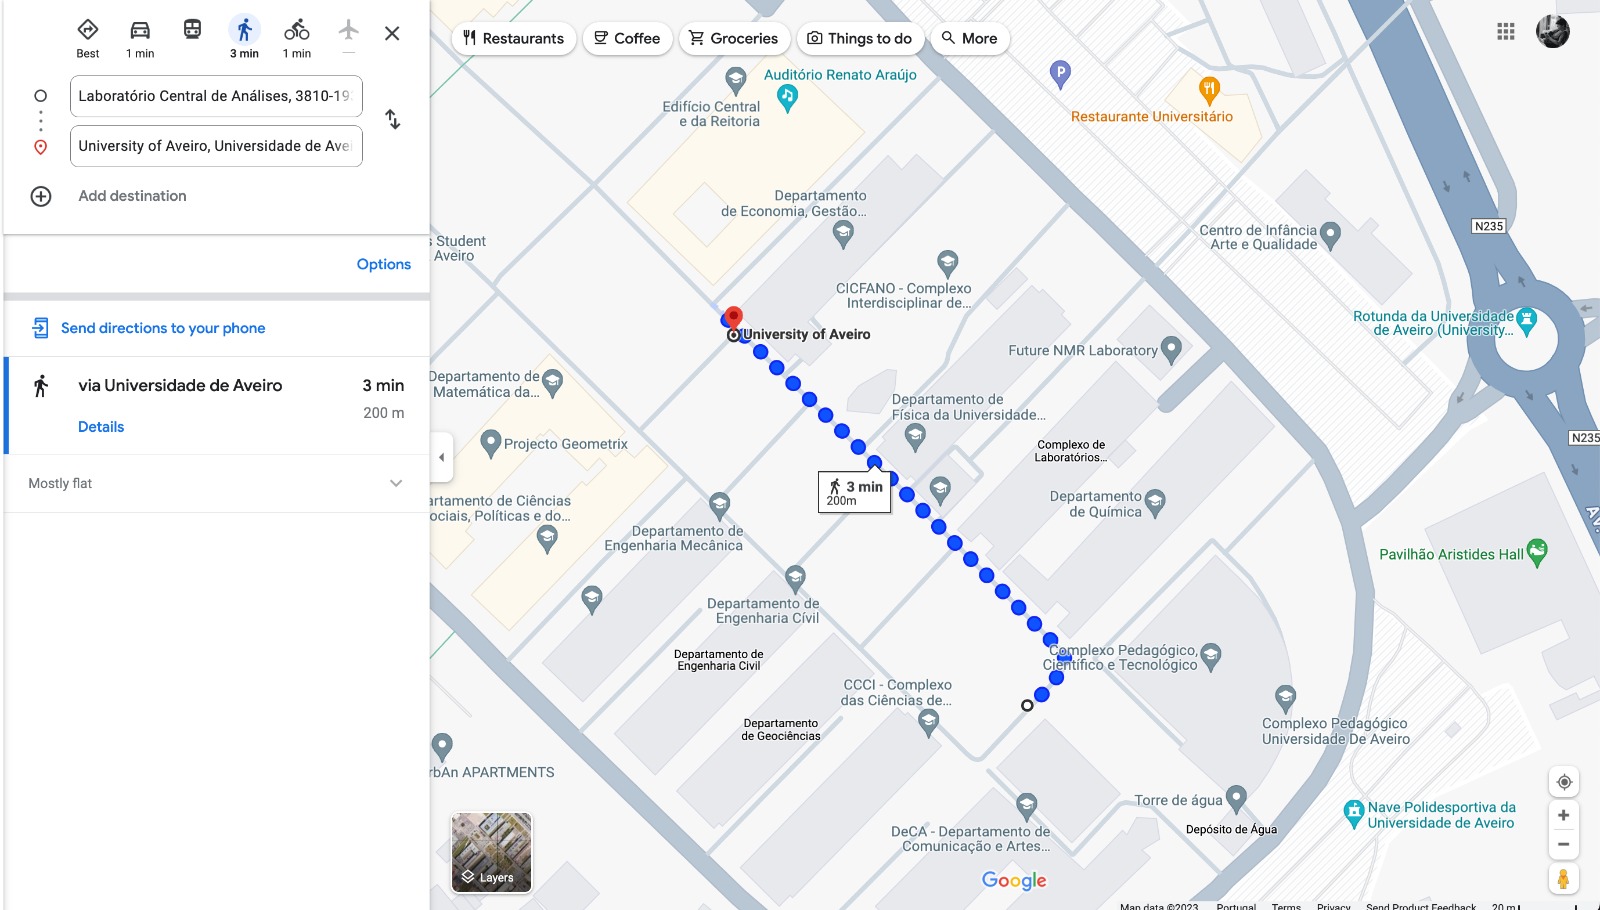 Best
1 min
3 min
1 min
Laboratório Central de Análises, 3810-19
University of Aveiro, Universidade de Ave
Add destination
Options
Send directions to your phone
via Universidade de Aveiro
3 min
200 m
Details
Mostly flat
Restaurants
Coffee
Groceries
Things to do
More
Auditório Renato Araújo
Edifício Central
e da Reitoria
P
Restaurante Universitário
Departamento
de Economia, Gestão...
Student
Aveiro
Centro de Infância
Arte e Qualidade
N235
CICFANO - Complexo
Interdisciplinar de...
Rotunda da Universidade
de Aveiro (University...
University of Aveiro
Future NMR Laboratory
Departamento de
Matemática da...
Departamento de
Física da Universidade...
Projecto Geometrix
Complexo de
Laboratórios...
N235
3 min
200m
Departamento
de Química
artamento de Ciências
ociais, Políticas e do...
Departamento de
Engenharia Mecânica
AV.
Pavilhão Aristides Hall
Departamento de
Engenharia Cívil
Departamento de
Engenharia Civil
Complexo Pedagógico,
Científico e Tecnológico
CCCI - Complexo
das Ciências de...
Departamento
de Geociências
Complexo Pedagógico
Universidade De Aveiro
rbAn APARTMENTS
Torre de água
Depósito de Água
Nave Polidesportiva da
Universidade de Aveiro
DeCA - Departamento de
Comunicação e Artes...
Layers
Google
Map data ©2023
Portugal
Terms
Privacy
Send Product Feedback
20 m